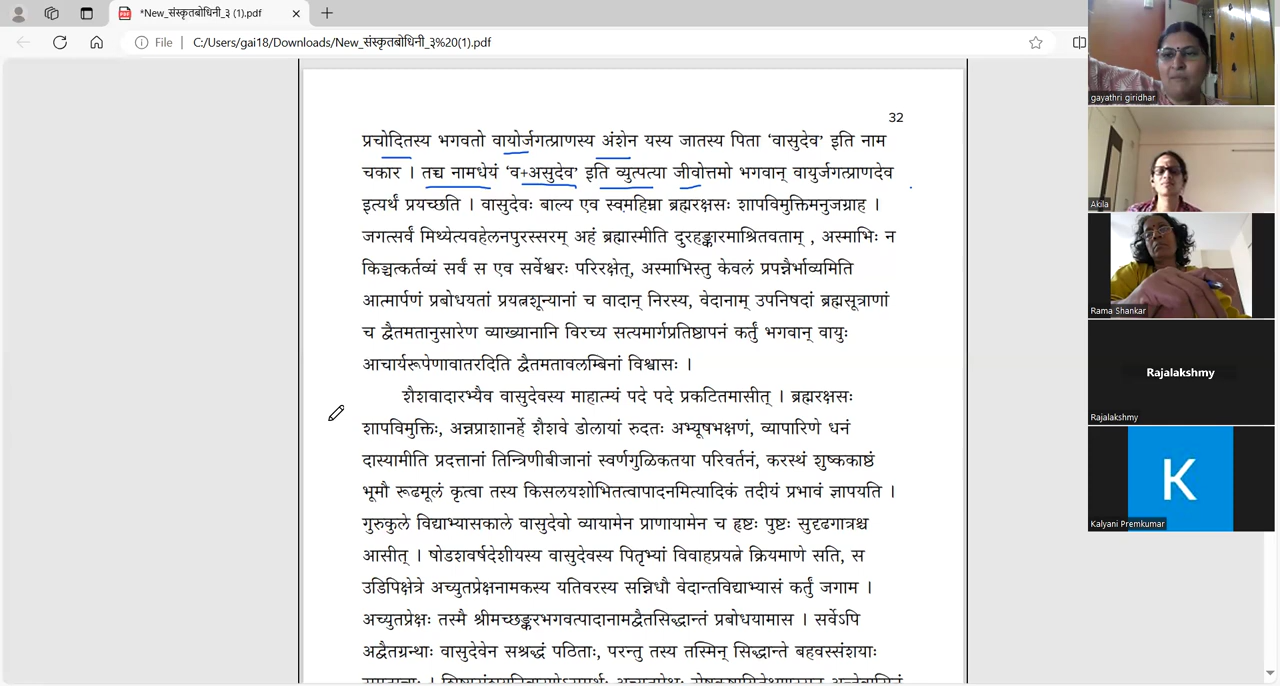 *New_संस्कृतबोधिनी_३ (1).pdf
File
C:/Users/gai18/Downloads/New_संस्कृतबोधिनी_३%20(1).pdf
32
प्रचोदितस्य भगवतो वायोर्जगत्प्राणस्य अंशेन यस्य जातस्य पिता ‘वासुदेव’ इति नाम
चकार । तच्च नामधेयं ‘व+असुदेव’ इति व्युत्पत्या जीवोत्तमो भगवान् वायुर्जगत्प्राणदेव
इत्यर्थं प्रयच्छति । वासुदेवः बाल्य एव स्वमहिम्ना ब्रह्मरक्षसः शापविमुक्तिमनुजग्राह ।
जगत्सर्वं मिथ्येत्यवहेलनपुरस्सरम् अहं ब्रह्मास्मीति दुरहङ्कारमाश्रितवताम् , अस्माभिः न
किञ्चत्कर्तव्यं सर्वं स एव सर्वेश्वरः परिरक्षेत्, अस्माभिस्तु केवलं प्रपन्नैर्भाव्यमिति
आत्मार्पणं प्रबोधयतां प्रयत्नशून्यानां च वादान् निरस्य, वेदानाम् उपनिषदां ब्रह्मसूत्राणां
च द्वैतमतानुसारेण व्याख्यानानि विरच्य सत्यमार्गप्रतिष्ठापनं कर्तुं भगवान् वायुः
आचार्यरूपेणावातरदिति द्वैतमतावलम्बिनां विश्वासः ।
शैशवादारभ्यैव वासुदेवस्य माहात्म्यं पदे पदे प्रकटितमासीत् । ब्रह्मरक्षसः
शापविमुक्तिः, अन्नप्राशानर्हे शैशवे डोलायां रुदतः अभ्यूषभक्षणं, व्यापारिणे धनं
दास्यामीति प्रदत्तानां तिन्त्रिणीबीजानां स्वर्णगुळिकतया परिवर्तनं, करस्थं शुष्ककाष्ठं
भूमौ रूढमूलं कृत्वा तस्य किसलयशोभितत्वापादनमित्यादिकं तदीयं प्रभावं ज्ञापयति ।
गुरुकुले विद्याभ्यासकाले वासुदेवो व्यायामेन प्राणायामेन च हृष्टः पुष्टः सुदृढगात्रश्च
आसीत् । षोडशवर्षदेशीयस्य वासुदेवस्य पितृभ्यां विवाहप्रयत्ने क्रियमाणे सति, स
उडिपिक्षेत्रे अच्युतप्रेक्षनामकस्य यतिवरस्य सन्निधौ वेदान्तविद्याभ्यासं कर्तुं जगाम ।
अच्युतप्रेक्षः तस्मै श्रीमच्छङ्करभगवत्पादानामद्वैतसिद्धान्तं प्रबोधयामास । सर्वेऽपि
अद्वैतग्रन्थाः वासुदेवेन सश्रद्धं पठिताः, परन्तु तस्य तस्मिन् सिद्धान्ते बहवस्संशयाः
gayathri giridhar
Akila
Rama Shankar
Rajalakshmy
Rajalakshmy
K
Kalyani Premkumar